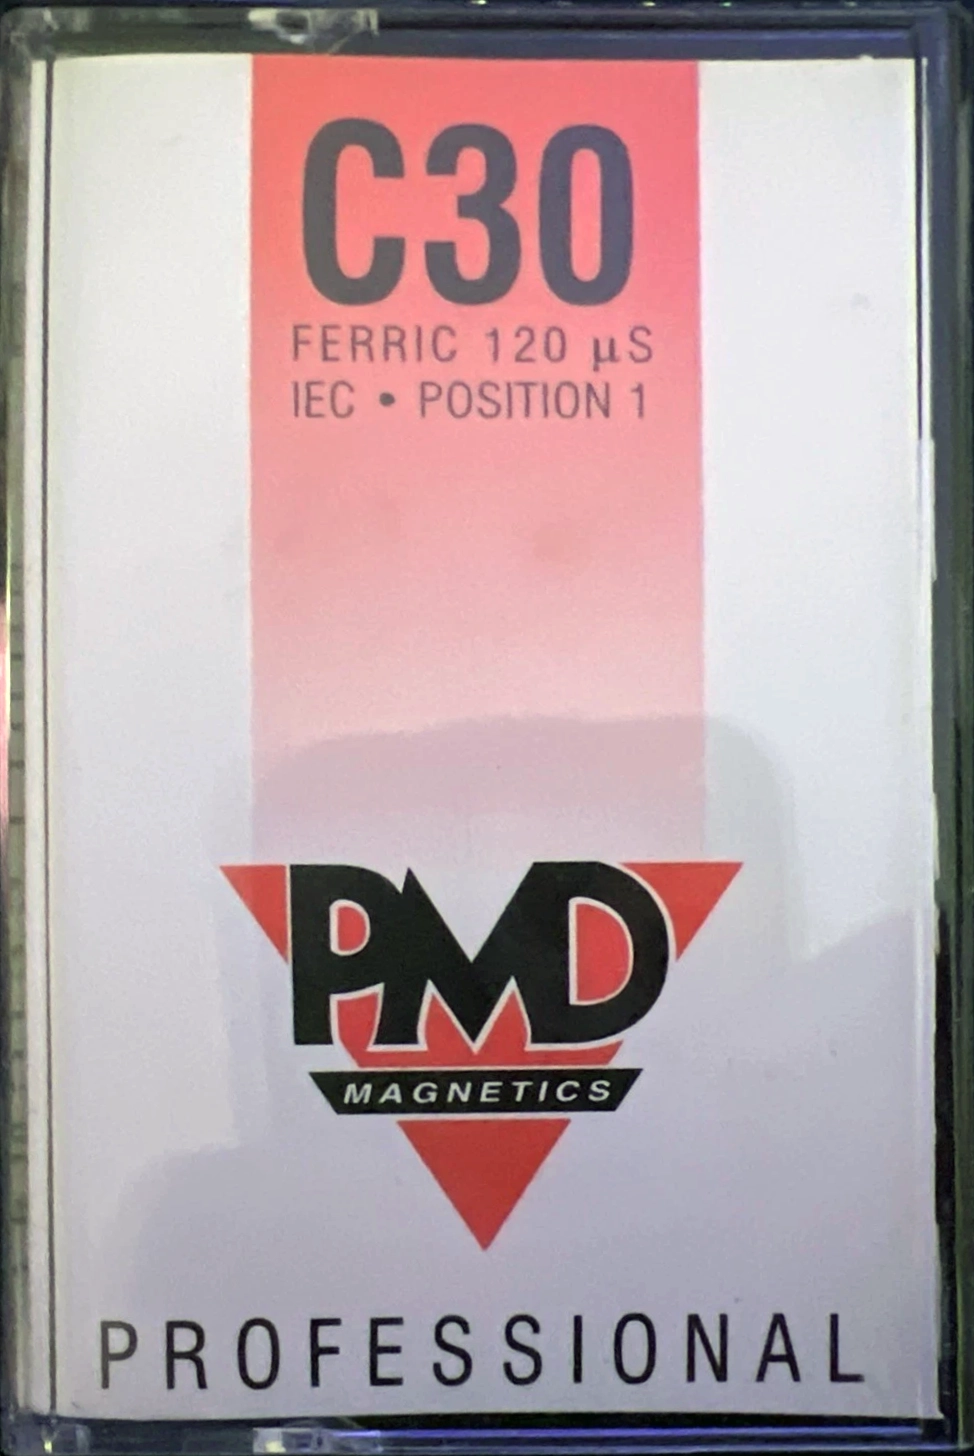 C30
FERRIC 120 µS
IEC • POSITION 1
PMD
MAGNETICS
PROFESSIONAL